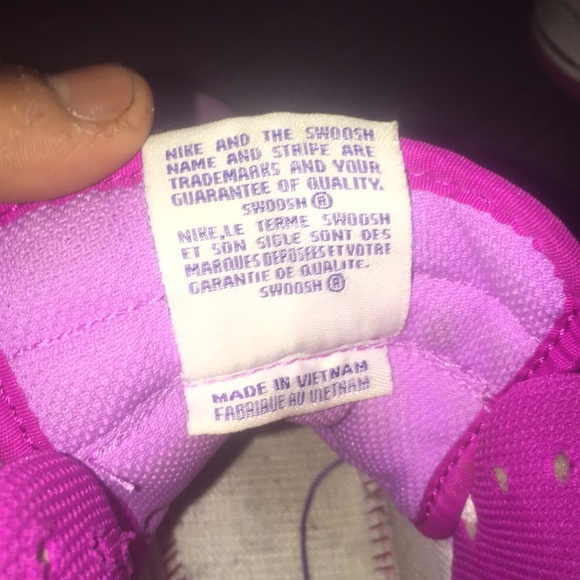 NIKE AND THE SWOOSH
NAME AND STRIPE ARE
TRADEMARKS AND YOUR
GUARANTEE OF QUALITY.
SWOOSH ®
NIKE,LE TERME SWOOSH
ET SON SIGLE SONT DES
MARQUES DEPOSEES ET VOTRE
GARANTIE DE QUALITE.
SWOOSH ®
MADE IN VIETNAM
FABRIQUE AU VIETNAM